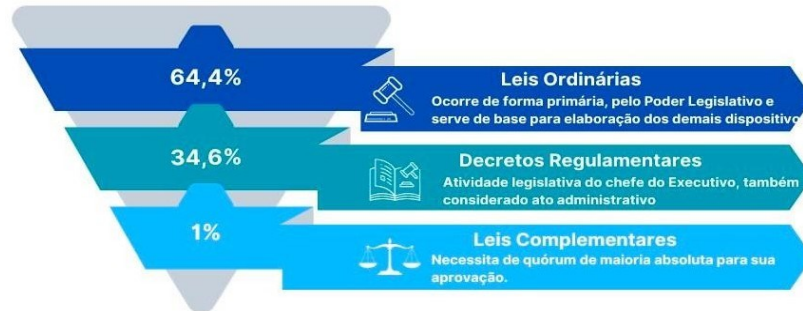 64,4%
Leis Ordinárias
Ocorre de forma primária, pelo Poder Legislativo e
serve de base para elaboração dos demais dispositivo
34,6%
Decretos Regulamentares
Atividade legislativa do chefe do Executivo, também
considerado ato administrativo
1%
Leis Complementares
Necessita de quórum de maioria absoluta para sua
aprovação.